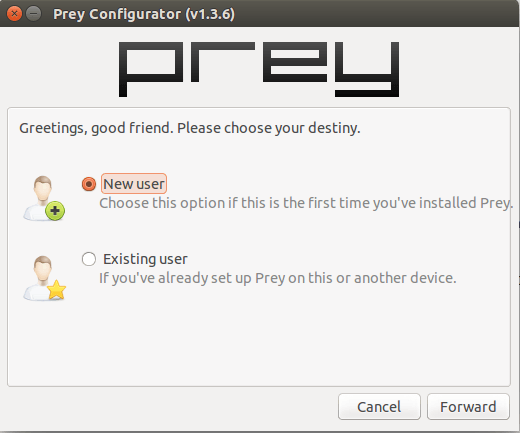 Prey Configurator (v1.3.6)
prey
Greetings, good friend. Please choose your destiny.
New user
Choose this option if this is the first time you've installed Prey.
Existing user
If you've already set up Prey on this or another device.
Cancel
Forward